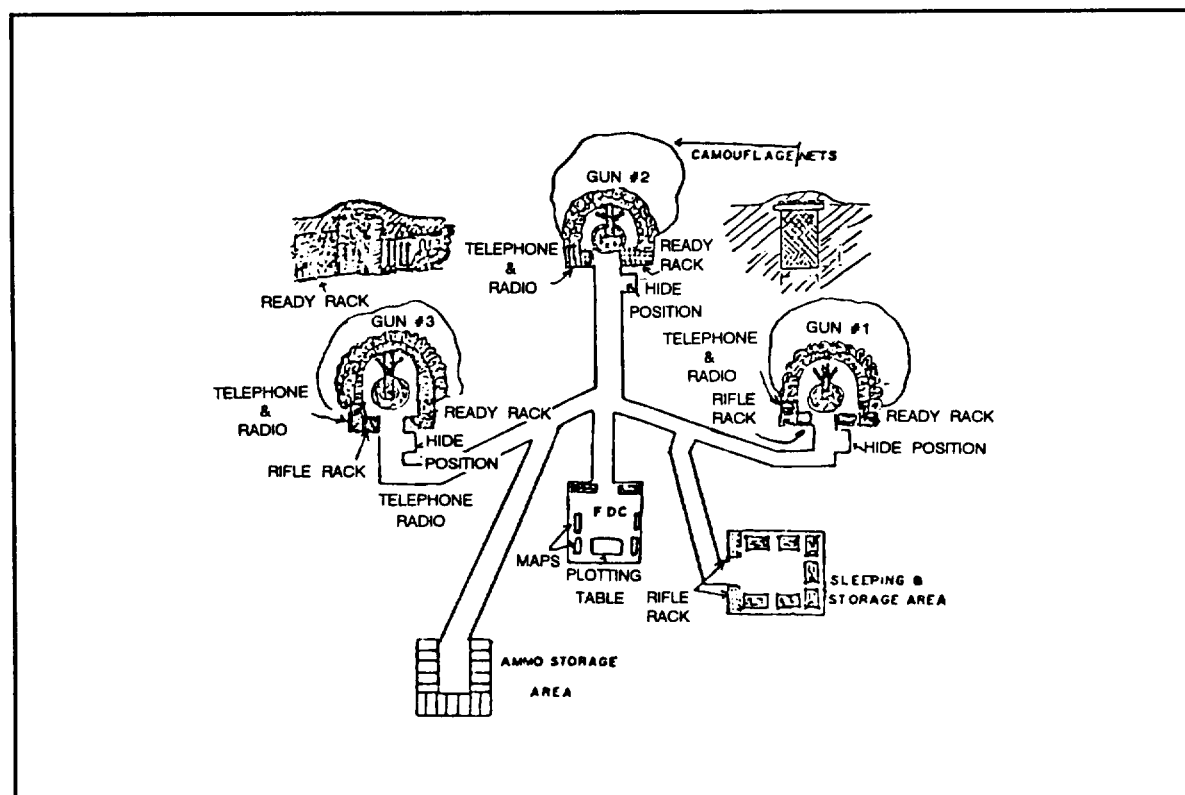 CAMOUFLAGE NETS
GUN #2
TELEPHONE
&
RADIO
READY
RACK
HIDE
POSITION
READY RACK
GUN #3
TELEPHONE
&
RADIO
READY RACK
HIDE
POSITION
RIFLE RACK
TELEPHONE
RADIO
GUN #1
TELEPHONE
&
RADIO
RIFLE
RACK
READY RACK
HIDE POSITION
FDC
MAPS
PLOTTING
TABLE
RIFLE
RACK
SLEEPING &
STORAGE AREA
AMMO STORAGE
AREA